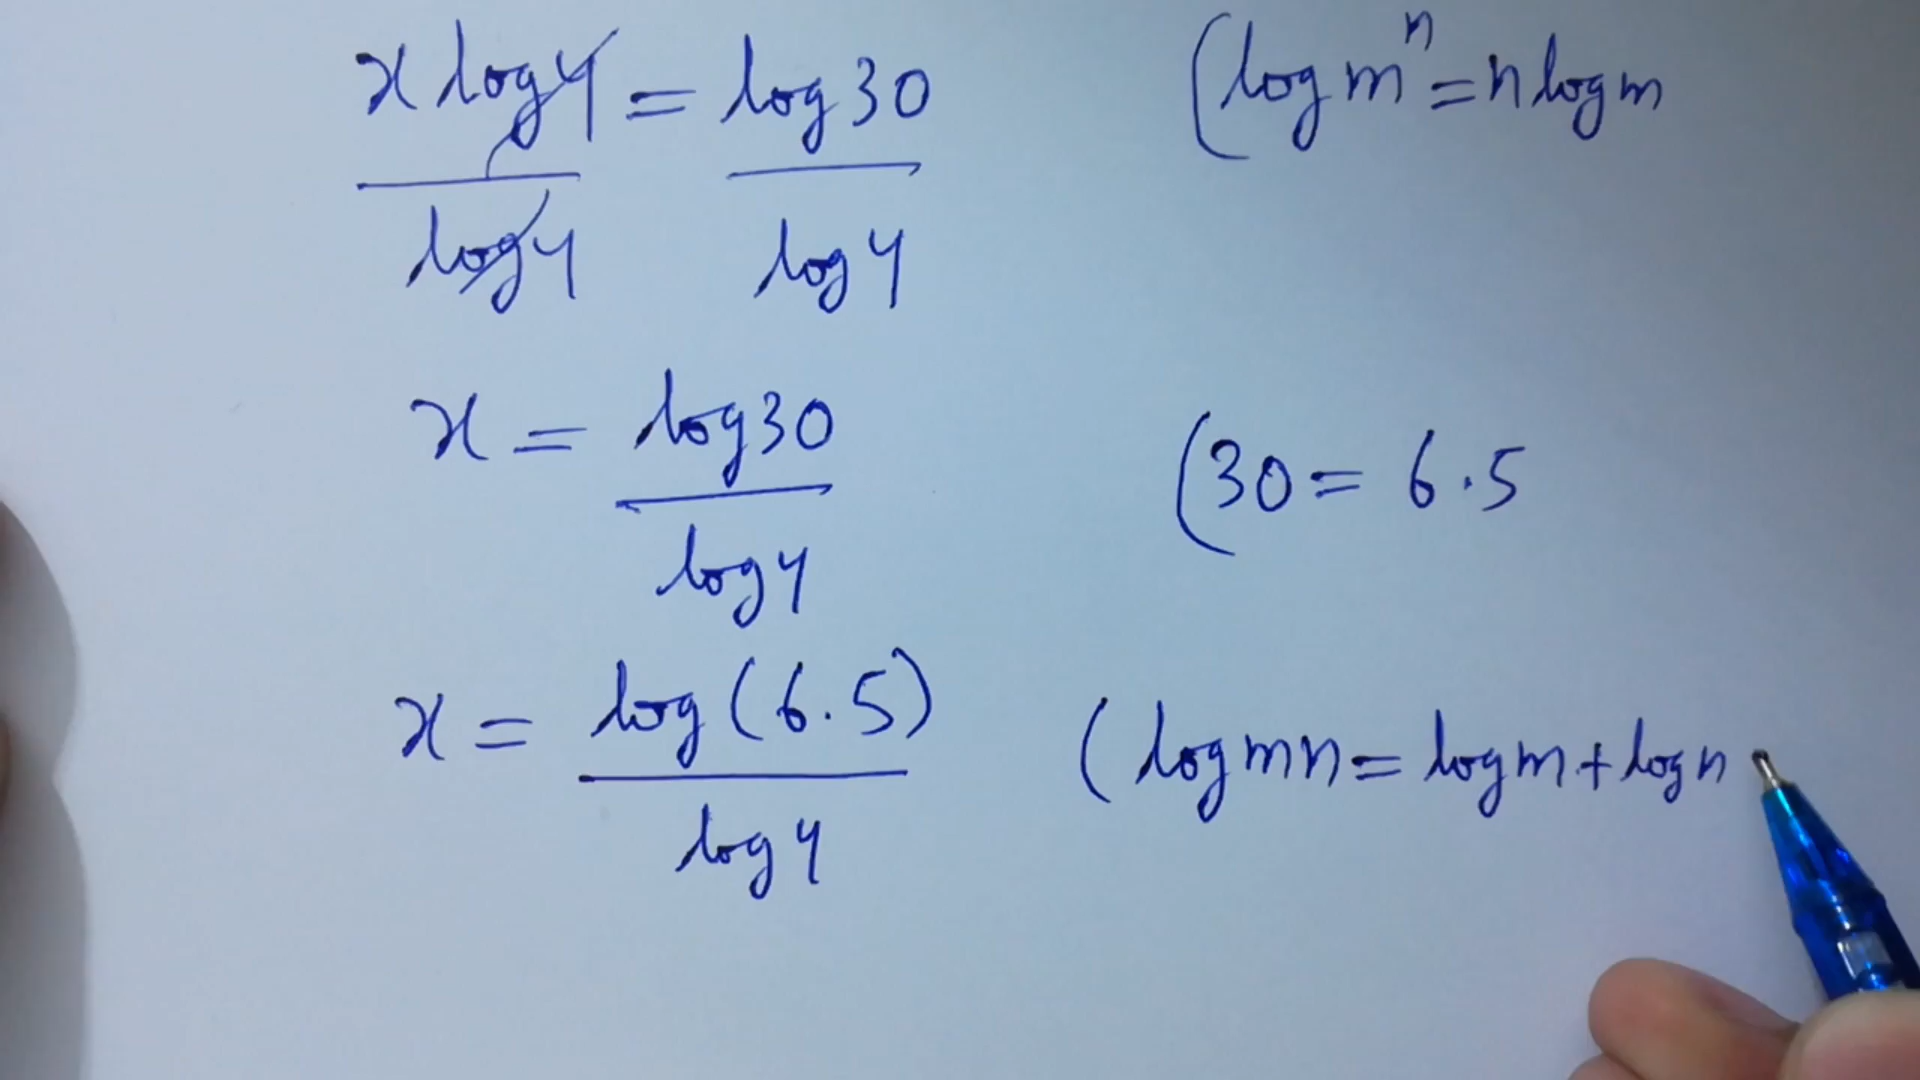 x log 4 = log 30 (log mⁿ = n log m
log 4 log 4
x = log 30 (30 = 6.5
log 4
x = log (6.5) (log mn = log m + log n
log 4